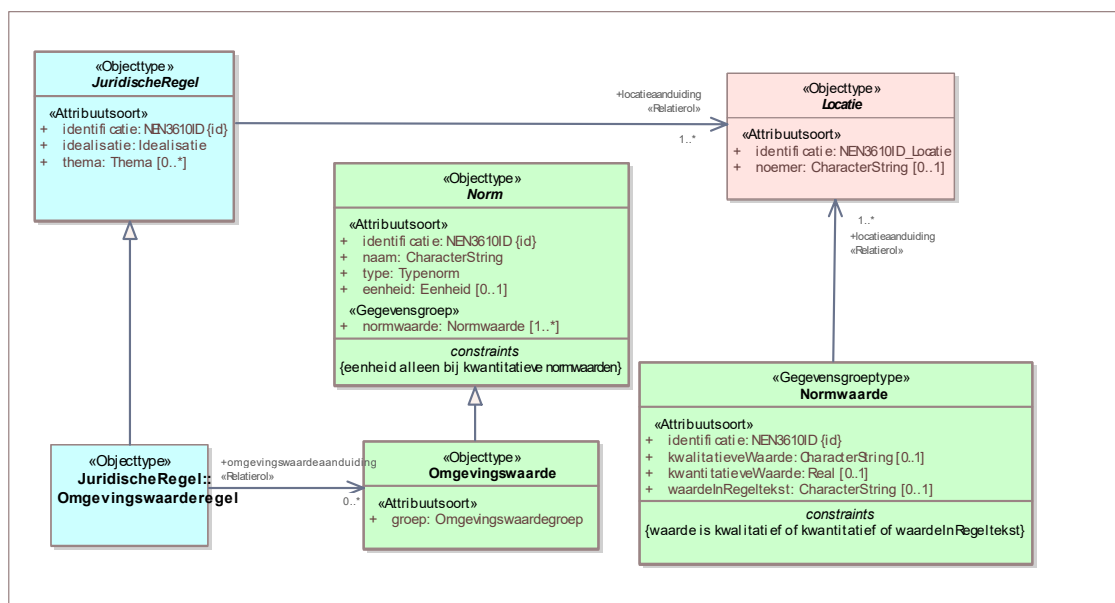 «Objecttype»
JuridischeRegel
«Attribuutsoort»
+ identificatie: NEN3610ID {id}
+ idealisatie: Idealisatie
+ thema: Thema [0..*]
+locatieaanduiding
«Relatierol»
1..*
«Objecttype»
Locatie
«Attribuutsoort»
+ identificatie: NEN3610ID_Locatie
+ noemer: CharacterString [0..1]
«Objecttype»
Norm
«Attribuutsoort»
+ identificatie: NEN3610ID {id}
+ naam: CharacterString
+ type: Typenorm
+ eenheid: Eenheid [0..1]
«Gegevensgroep»
+ normwaarde: Normwaarde [1..*]
constraints
{eenheid alleen bij kwantitatieve normwaarden}
1..*
+locatieaanduiding
«Relatierol»
«Gegevensgroeptype»
Normwaarde
«Attribuutsoort»
+ identificatie: NEN3610ID {id}
+ kwalitatieveWaarde: CharacterString [0..1]
+ kwantitatieveWaarde: Real [0..1]
+ waardeInRegeltekst: CharacterString [0..1]
constraints
{waarde is kwalitatief of kwantitatief of waardeInRegeltekst}
«Objecttype»
JuridischeRegel::
Omgevingswaarderegel
+omgevingswaardeaanduiding
«Relatierol»
0..*
«Objecttype»
Omgevingswaarde
«Attribuutsoort»
+ groep: Omgevingswaardegroep